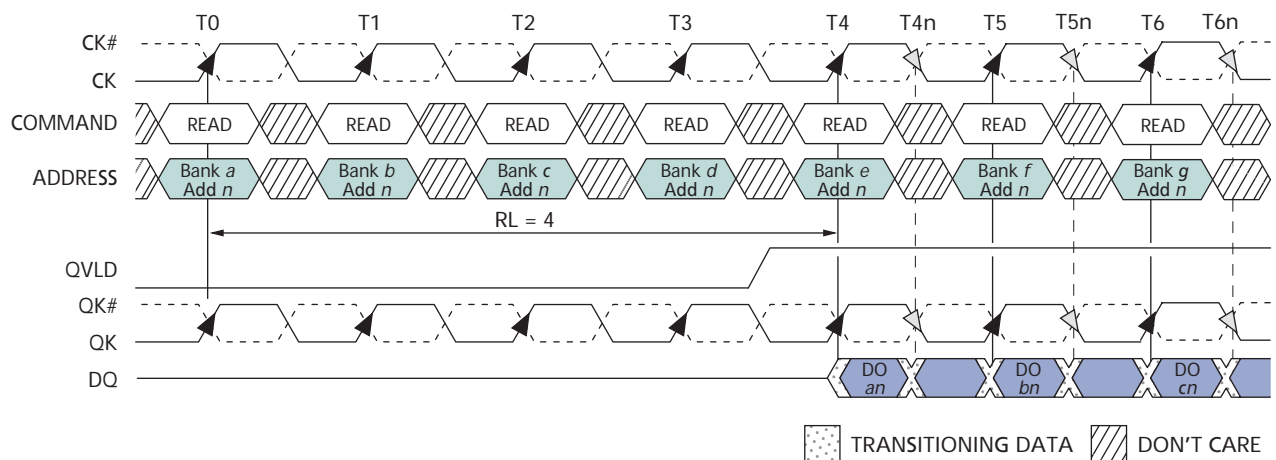 T0 T1 T2 T3 T4 T4n T5 T5n T6 T6n
CK#
CK
COMMAND READ READ READ READ READ READ READ
ADDRESS Bank a Bank b Bank c Bank d Bank e Bank f Bank g
Add n Add n Add n Add n Add n Add n Add n
RL = 4
QVLD
QK#
QK
DQ DO DO DO
an bn cn
TRANSITIONING DATA DON'T CARE